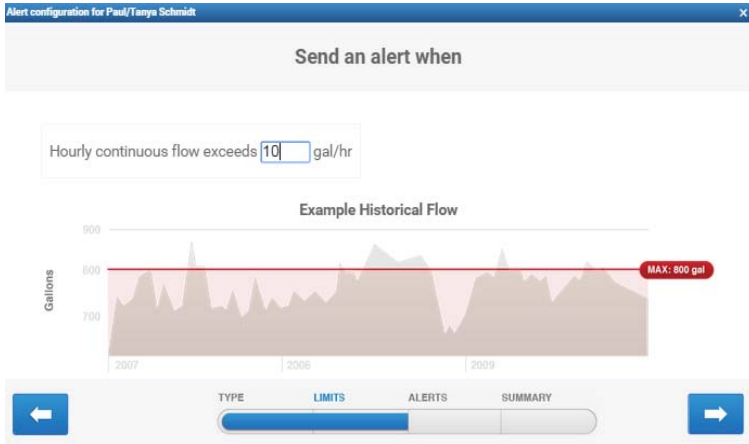 Alert configuration for Paul/Tanya Schmidt X
Send an alert when
Hourly continuous flow exceeds 10 gal/hr
Example Historical Flow
900
800
700
Gallons
MAX: 800 gal
2007 2008 2009
TYPE LIMITS ALERTS SUMMARY